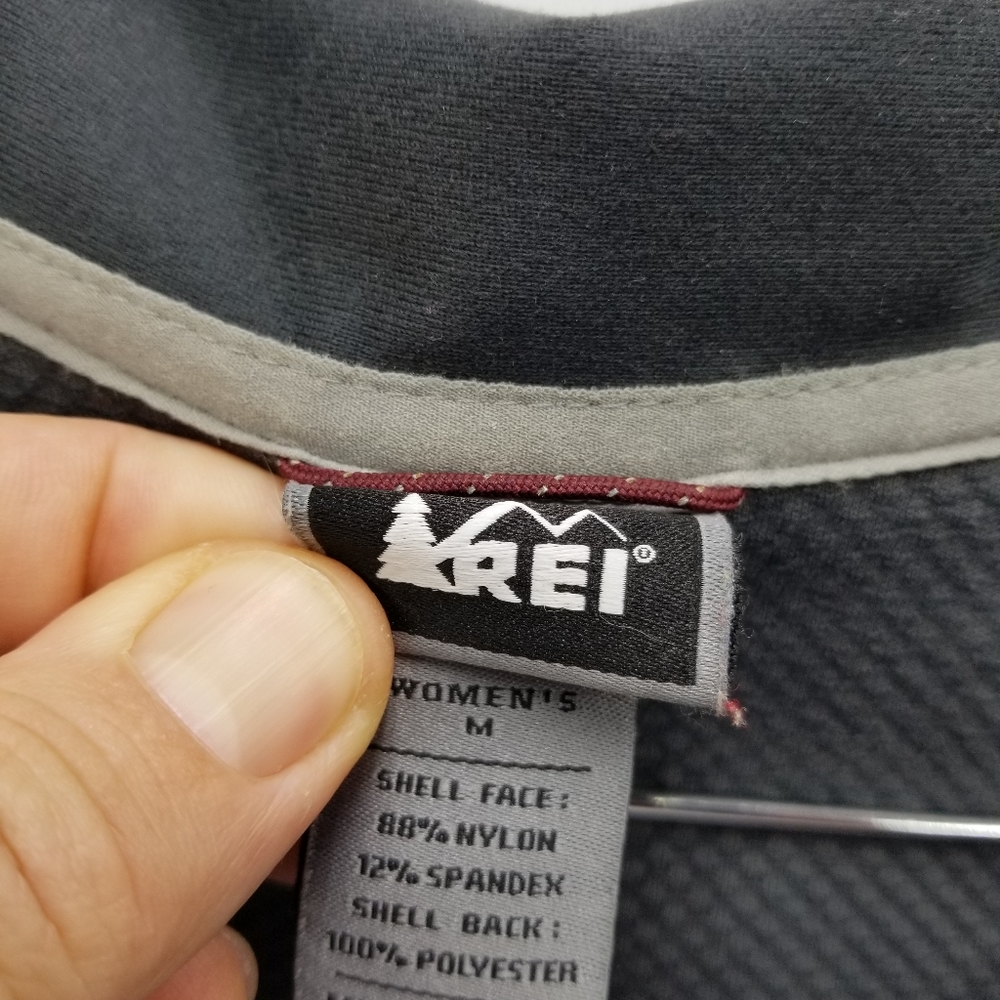 REI®
WOMEN'S
M
SHELL FACE:
88% NYLON
12% SPANDEX
SHELL BACK:
100% POLYESTER